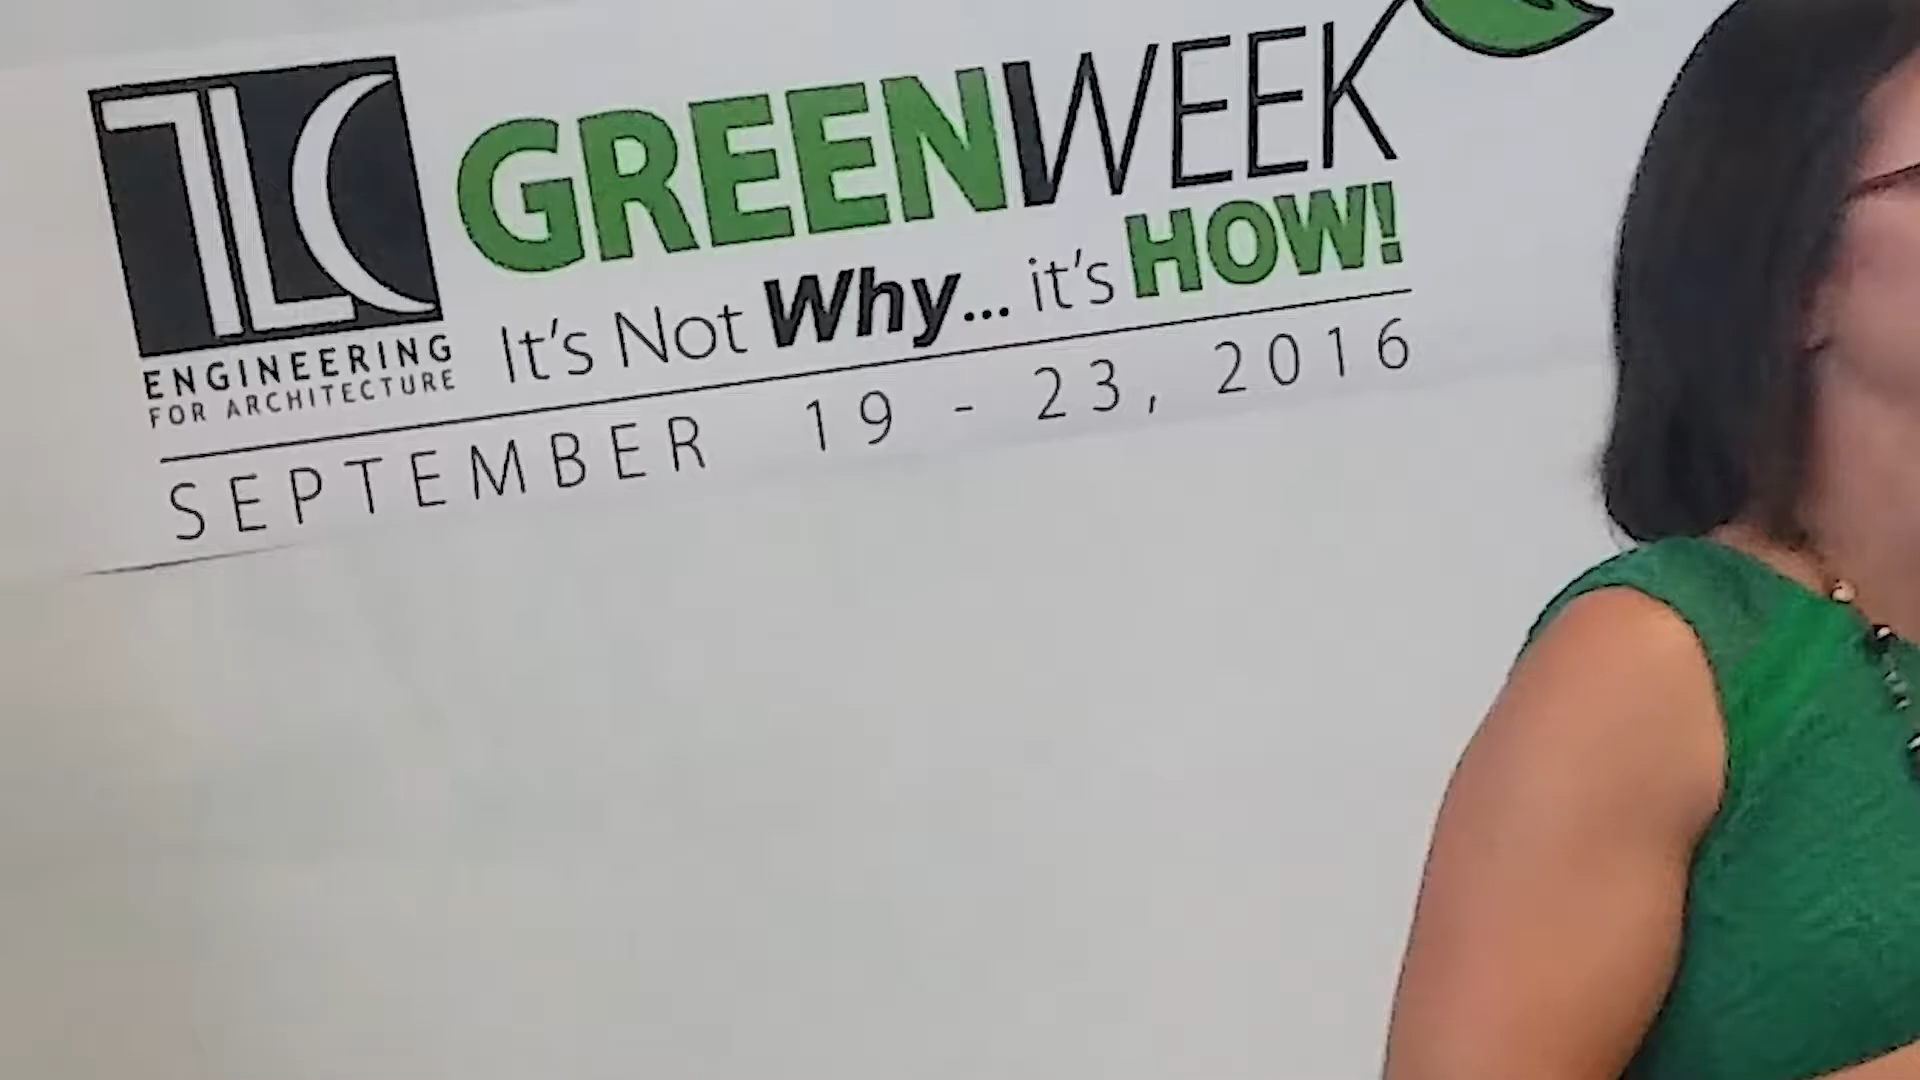 TLC
ENGINEERING
FOR ARCHITECTURE
GREENWEEK
It's Not Why... it's HOW!
SEPTEMBER 19 - 23, 2016